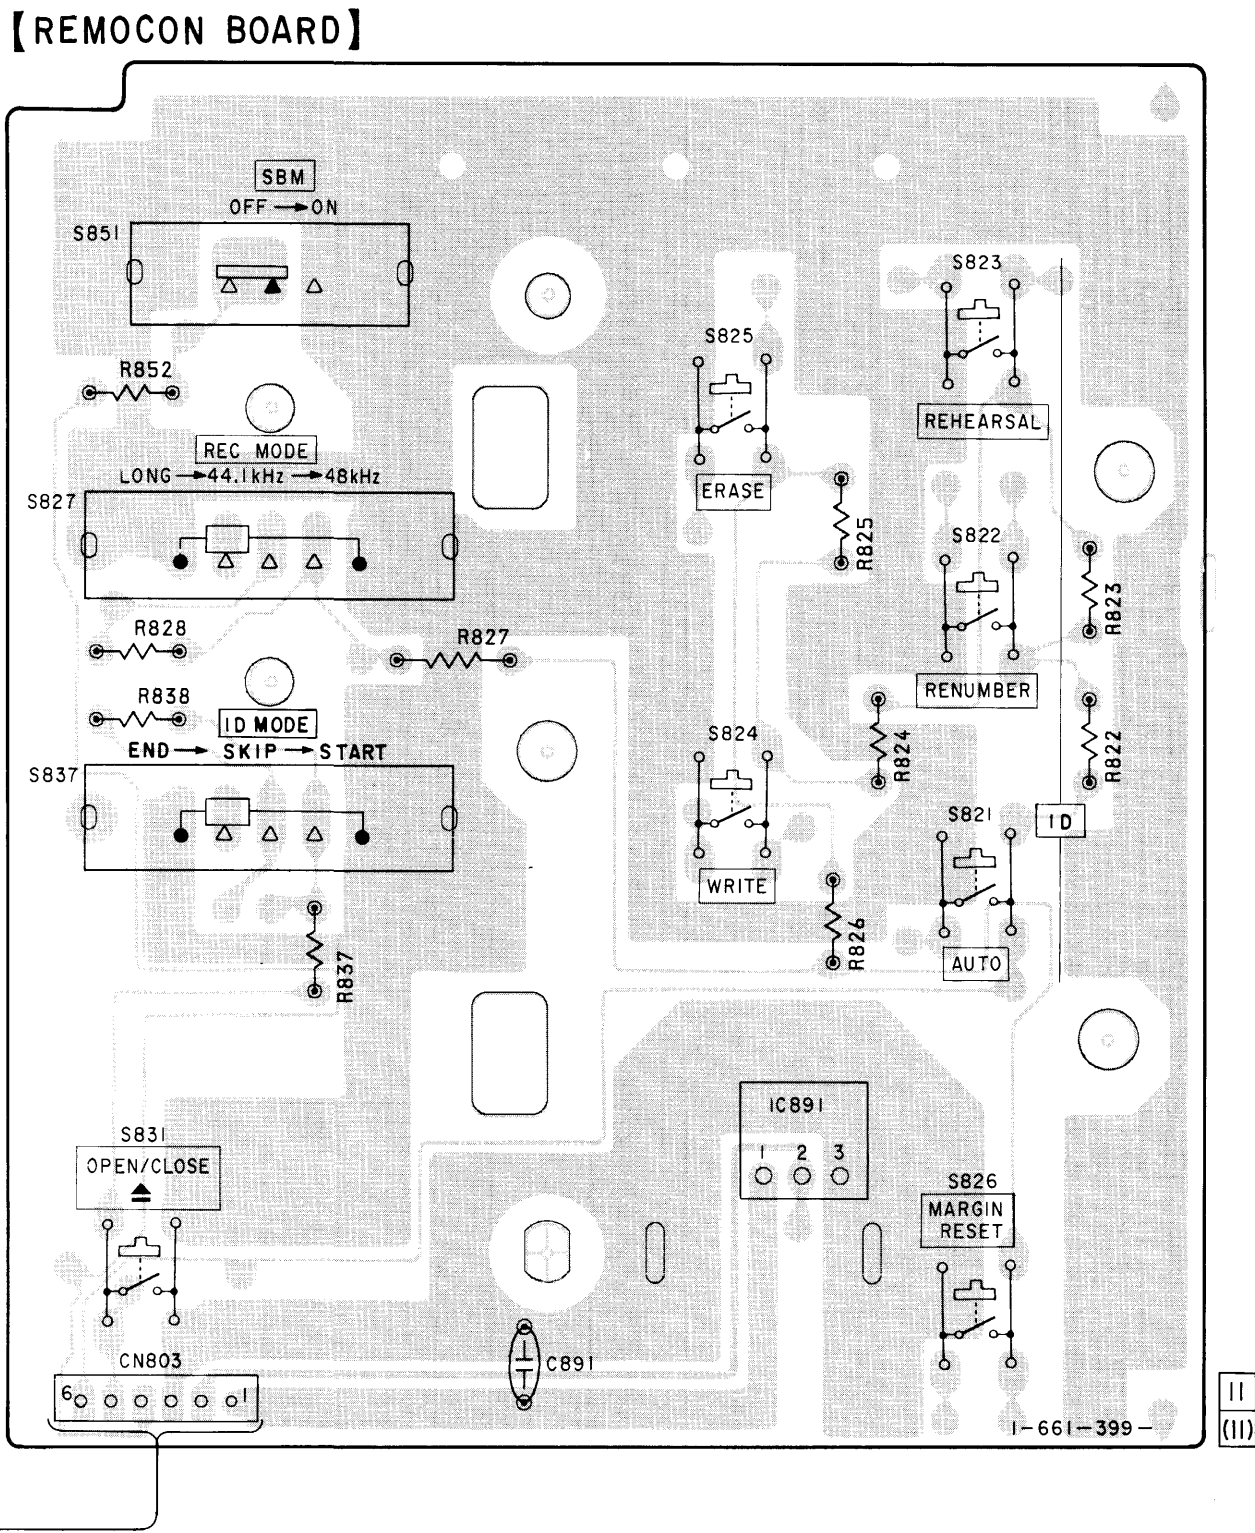 【REMOCON BOARD】
SBM
OFF → ON
S851
S823
S825
R852
REHEARSAL
REC MODE
LONG → 44.1kHz → 48kHz
ERASE
S827
R825
S822
R823
R828
R827
RENUMBER
R838
ID MODE
S824
R824
R822
END → SKIP → START
S837
S821
ID
WRITE
R826
R837
AUTO
IC891
1 2 3
S831
OPEN/CLOSE
S826
MARGIN
RESET
CN803
C891
6 1
11
(11)
1-661-399-